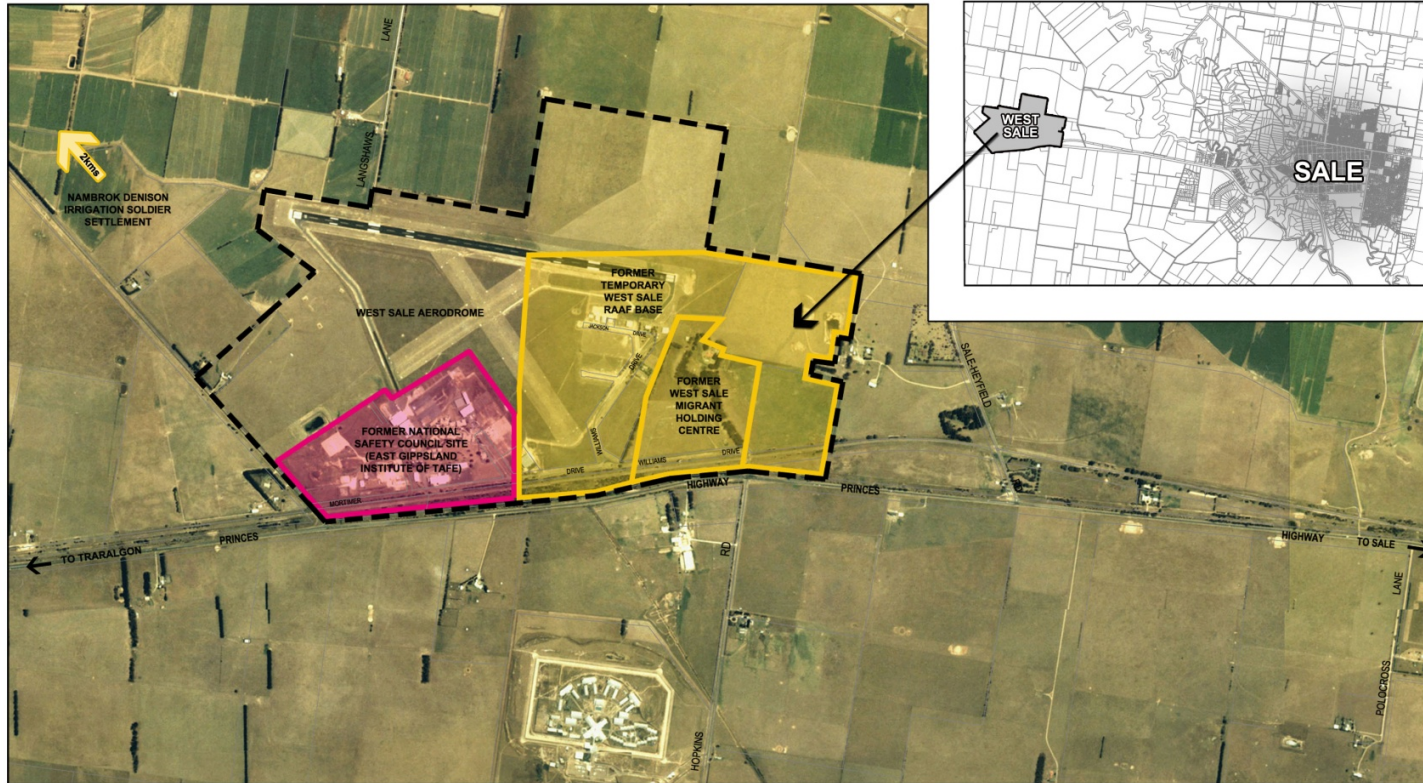 LANE
LANGSHAWS
2kms
NAMBROK DENISON
IRRIGATION SOLDIER
SETTLEMENT
WEST
SALE
SALE
WEST SALE AERODROME
FORMER
TEMPORARY
WEST SALE
RAAF BASE
JACKSON
DRIVE
DRIVE
WILLIAMS
FORMER
WEST SALE
MIGRANT
HOLDING
CENTRE
SALE-HEYFIELD
FORMER NATIONAL
SAFETY COUNCIL SITE
(EAST GIPPSLAND
INSTITUTE OF TAFE)
MORTIMER
DRIVE
WILLIAMS
DRIVE
HIGHWAY
PRINCES
TO TRARALGON
PRINCES
HIGHWAY
TO SALE
RD
HOPKINS
LANE
POLOCROSS